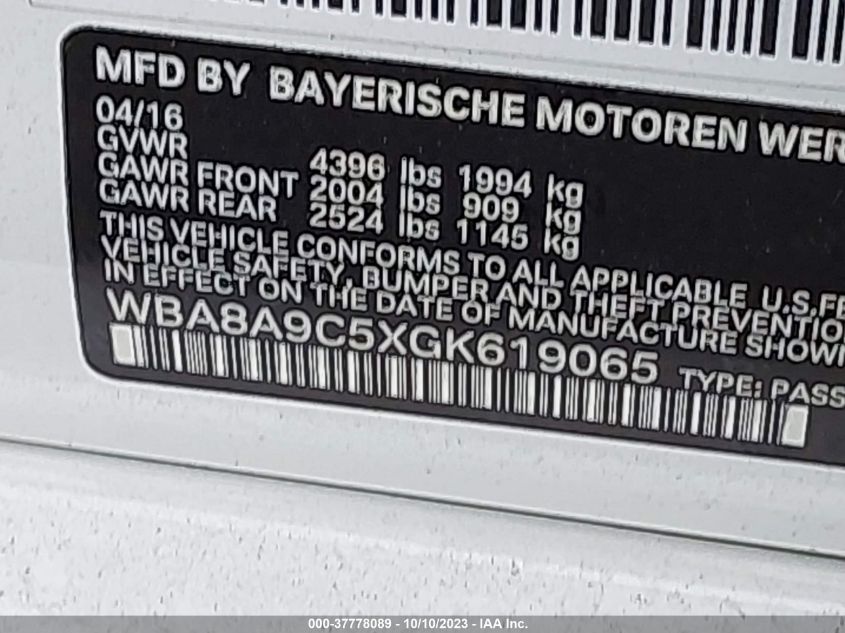 MFD BY BAYERISCHE MOTOREN WER
04/16
GVWR 4396 lbs 1994 kg
GAWR FRONT 2004 lbs 909 kg
GAWR REAR 2524 lbs 1145 kg
THIS VEHICLE CONFORMS TO ALL APPLICABLE U.S.FE
VEHICLE SAFETY, BUMPER AND THEFT PREVENTIO
IN EFFECT ON THE DATE OF MANUFACTURE SHOWN
WBA8A9C5XGK619065 TYPE: PASS
000-37778089 - 10/10/2023 - IAA Inc.